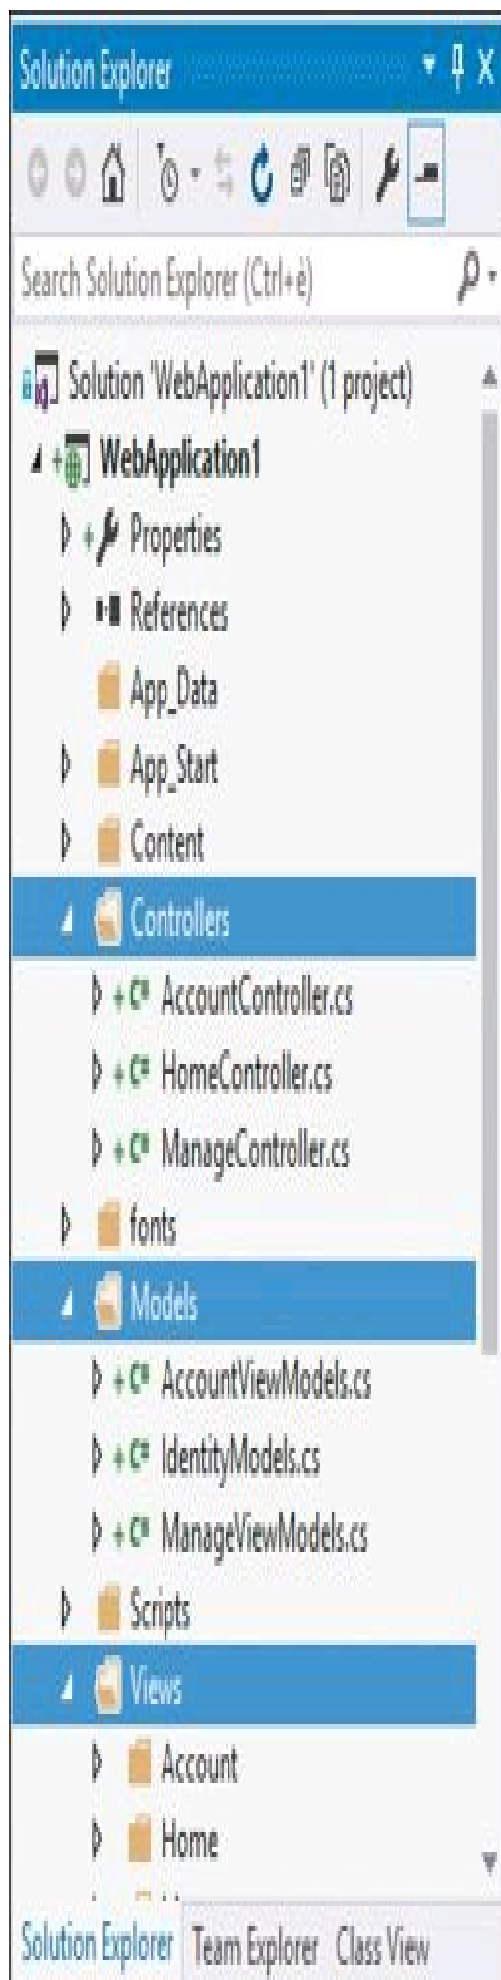 Solution Explorer
Search Solution Explorer (Ctrl+è)
Solution 'WebApplication1' (1 project)
WebApplication1
Properties
References
App_Data
App_Start
Content
Controllers
C# AccountController.cs
C# HomeController.cs
C# ManageController.cs
fonts
Models
C# AccountViewModels.cs
C# IdentityModels.cs
C# ManageViewModels.cs
Scripts
Views
Account
Home
Solution Explorer Team Explorer Class View